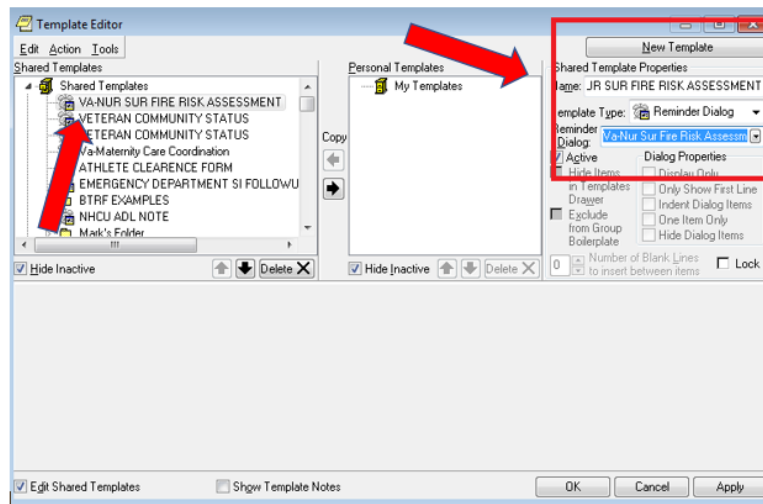 Template Editor
Edit Action Tools
New Template
Shared Templates
Shared Templates
VA-NUR SUR FIRE RISK ASSESSMENT
VETERAN COMMUNITY STATUS
VETERAN COMMUNITY STATUS
Va-Maternity Care Coordination
ATHLETE CLEARENCE FORM
EMERGENCY DEPARTMENT SI FOLLOWU
BTRF EXAMPLES
NHCU ADL NOTE
Mark's Folder
Hide Inactive
Delete
Copy
Personal Templates
My Templates
Hide Inactive
Delete
Shared Template Properties
Name: JR SUR FIRE RISK ASSESSMENT
Template Type: Reminder Dialog
Reminder Dialog: Va-Nur Sur Fire Risk Assessm
Active
Hide Items
in Templates
Drawer
Exclude
from Group
Boilerplate
Dialog Properties
Display Only
Only Show First Line
Indent Dialog Items
One Item Only
Hide Dialog Items
0 Number of Blank Lines
to insert between items
Lock
Edit Shared Templates
Show Template Notes
OK
Cancel
Apply